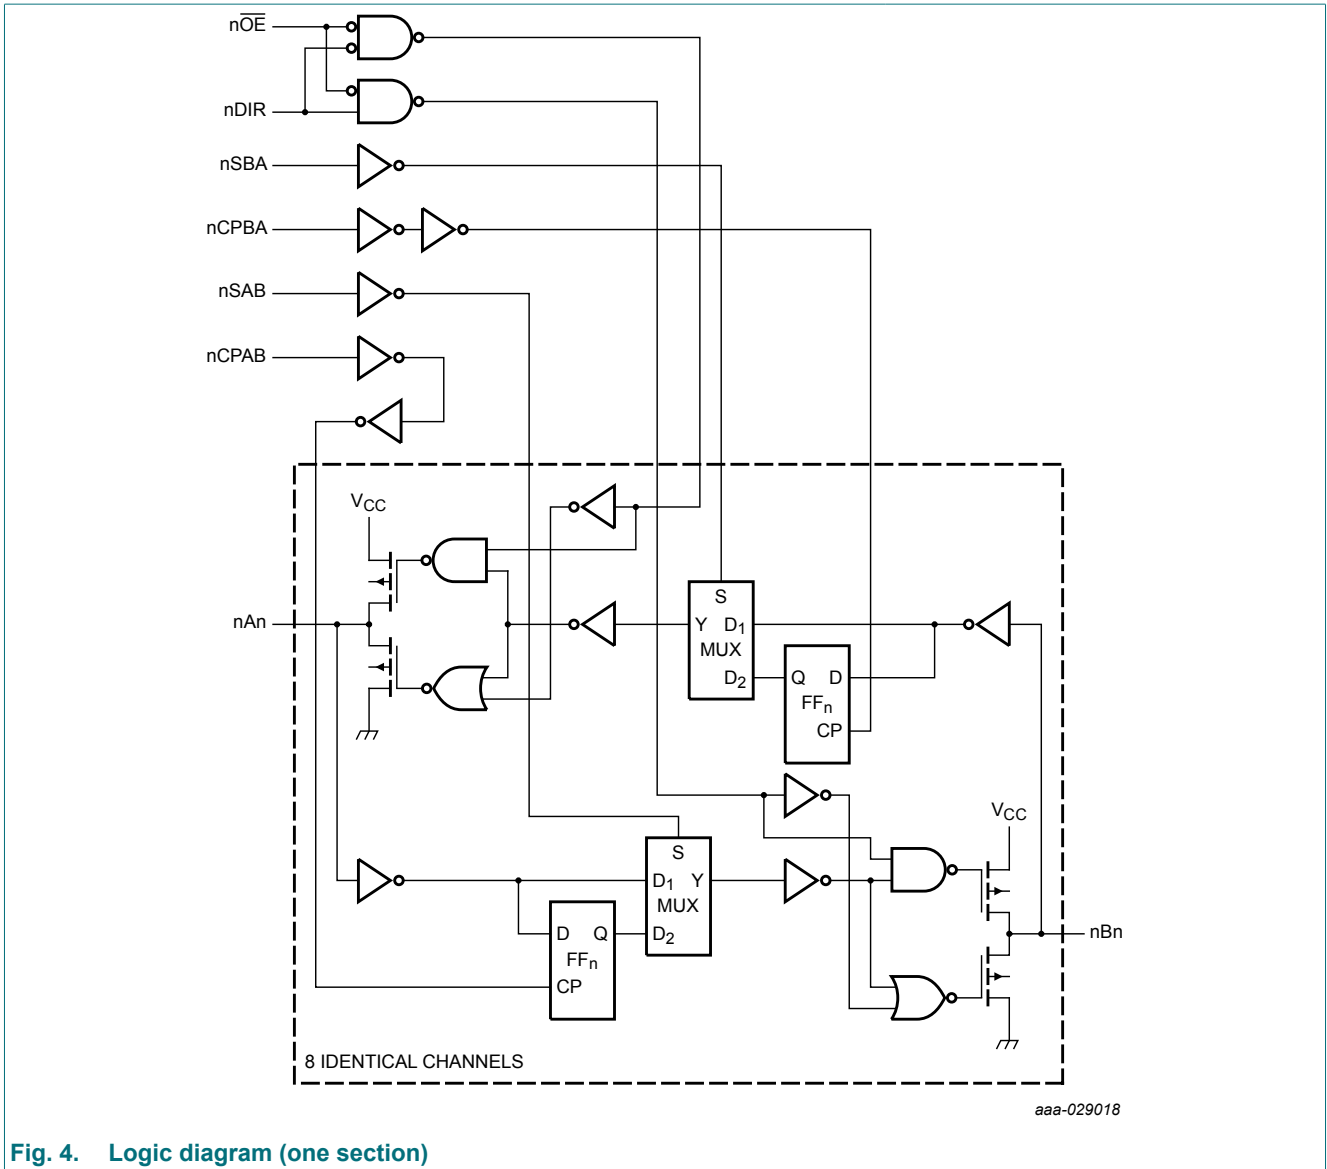 nOE
nDIR
nSBA
nCPBA
nSAB
nCPAB
VCC
nAn
S
Y D1
MUX
D2
Q D
FFn
CP
VCC
S
D1 Y
MUX
D2
D Q
FFn
CP
nBn
8 IDENTICAL CHANNELS
aaa-029018
Fig. 4. Logic diagram (one section)